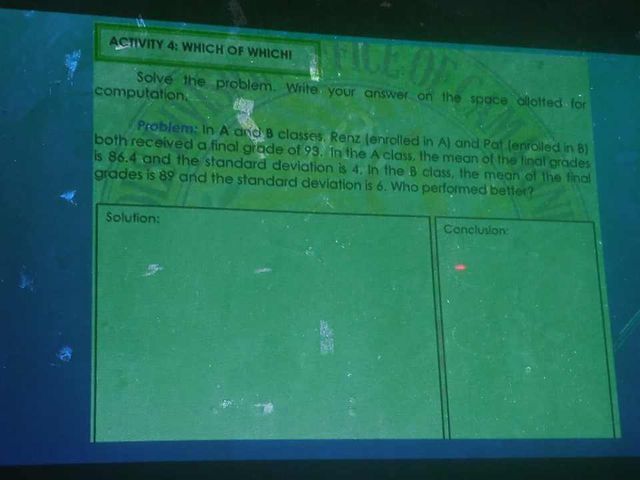 ACTIVITY 4: WHICH OF WHICH!
Solve the problem. Write your answer on the space allotted for
computation.
Problem: In A and B classes, Renz (enrolled in A) and Pat (enrolled in B)
both received a final grade of 93. In the A class, the mean of the final grades
is 86.4 and the standard deviation is 4. In the B class, the mean of the final
grades is 89 and the standard deviation is 6. Who performed better?
Solution:
Conclusion: